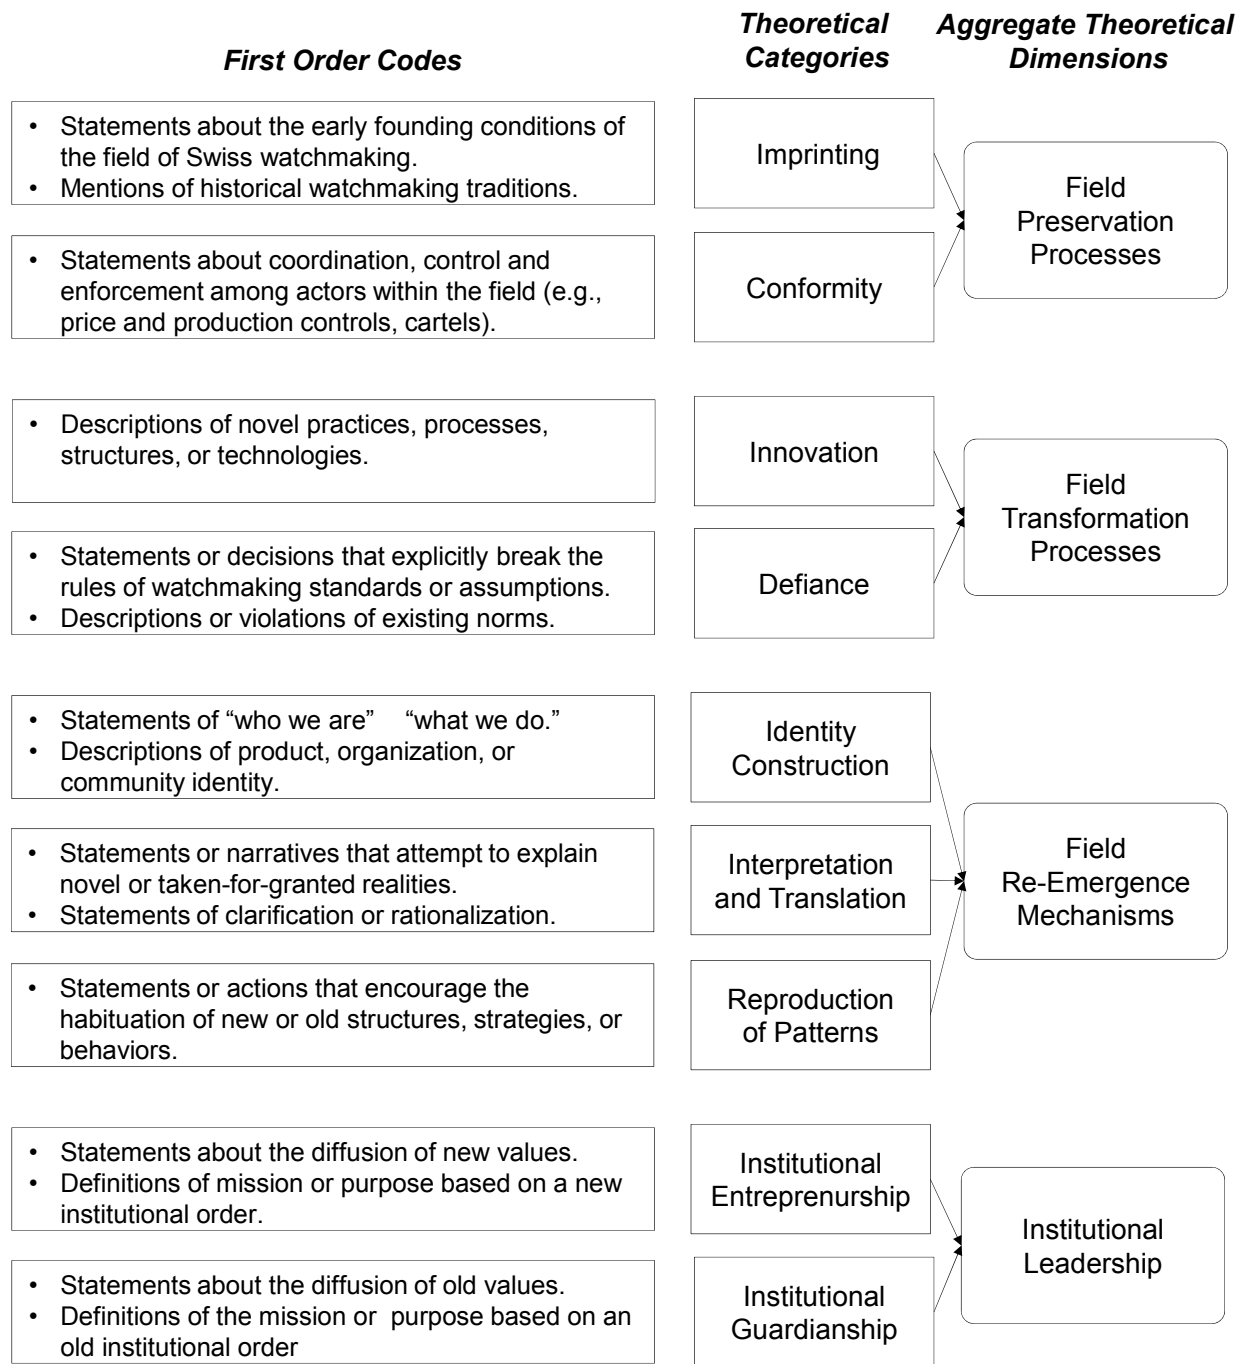 First Order Codes
Theoretical
Categories
Aggregate Theoretical
Dimensions
• Statements about the early founding conditions of
the field of Swiss watchmaking.
• Mentions of historical watchmaking traditions.
Imprinting
• Statements about coordination, control and
enforcement among actors within the field (e.g.,
price and production controls, cartels).
Conformity
Field
Preservation
Processes
• Descriptions of novel practices, processes,
structures, or technologies.
Innovation
• Statements or decisions that explicitly break the
rules of watchmaking standards or assumptions.
• Descriptions or violations of existing norms.
Defiance
Field
Transformation
Processes
• Statements of “who we are” “what we do.”
• Descriptions of product, organization, or
community identity.
Identity
Construction
• Statements or narratives that attempt to explain
novel or taken-for-granted realities.
• Statements of clarification or rationalization.
Interpretation
and Translation
• Statements or actions that encourage the
habituation of new or old structures, strategies, or
behaviors.
Reproduction
of Patterns
Field
Re-Emergence
Mechanisms
• Statements about the diffusion of new values.
• Definitions of mission or purpose based on a new
institutional order.
Institutional
Entreprenurship
• Statements about the diffusion of old values.
• Definitions of the mission or purpose based on an
old institutional order
Institutional
Guardianship
Institutional
Leadership